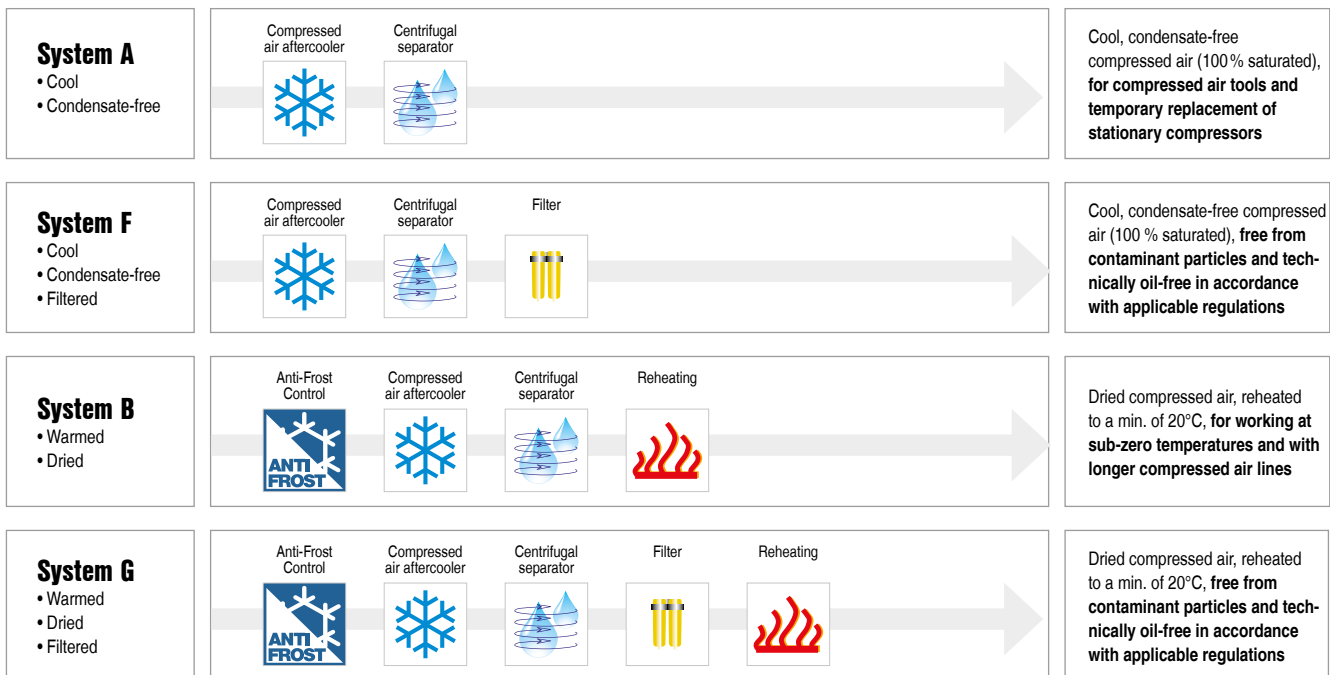 System A
• Cool
• Condensate-free
Compressed
air aftercooler
Centrifugal
separator
Cool, condensate-free
compressed air (100 % saturated),
for compressed air tools and
temporary replacement of
stationary compressors
System F
• Cool
• Condensate-free
• Filtered
Compressed
air aftercooler
Centrifugal
separator
Filter
Cool, condensate-free compressed
air (100 % saturated), free from
contaminant particles and tech-
nically oil-free in accordance
with applicable regulations
System B
• Warmed
• Dried
Anti-Frost
Control
ANTI
FROST
Compressed
air aftercooler
Centrifugal
separator
Reheating
Dried compressed air, reheated
to a min. of 20°C, for working at
sub-zero temperatures and with
longer compressed air lines
System G
• Warmed
• Dried
• Filtered
Anti-Frost
Control
ANTI
FROST
Compressed
air aftercooler
Centrifugal
separator
Filter
Reheating
Dried compressed air, reheated
to a min. of 20°C, free from
contaminant particles and tech-
nically oil-free in accordance
with applicable regulations